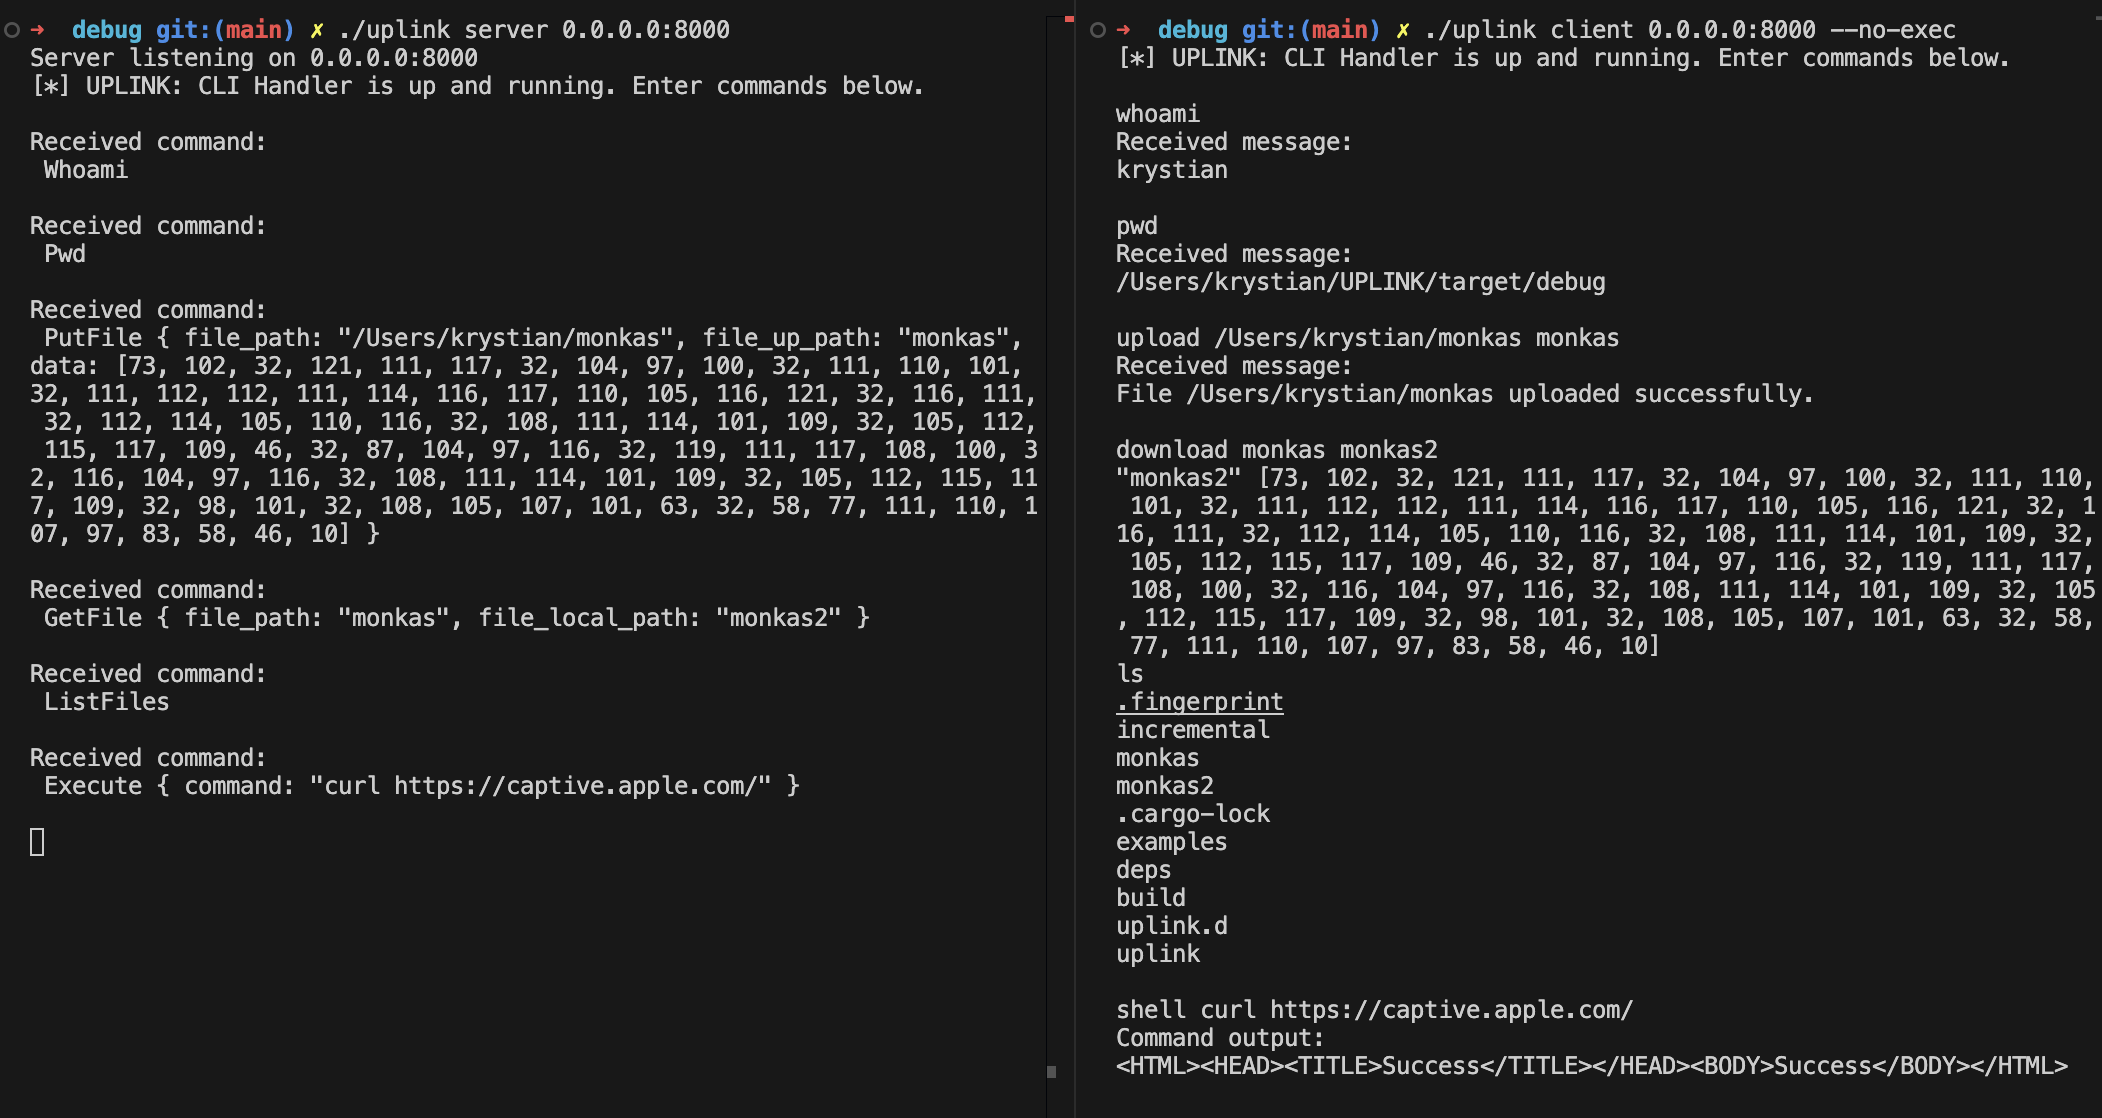 ➜  debug git:(main) ✗ ./uplink server 0.0.0.0:8000
Server listening on 0.0.0.0:8000
[*] UPLINK: CLI Handler is up and running. Enter commands below.
Received command:
 Whoami
Received command:
 Pwd
Received command:
 PutFile { file_path: "/Users/krystian/monkas", file_up_path: "monkas",
data: [73, 102, 32, 121, 111, 117, 32, 104, 97, 100, 32, 111, 110, 101,
32, 111, 112, 112, 111, 114, 116, 117, 110, 105, 116, 121, 32, 116, 111,
 32, 112, 114, 105, 110, 116, 32, 108, 111, 114, 101, 109, 32, 105, 112,
 115, 117, 109, 46, 32, 87, 104, 97, 116, 32, 119, 111, 117, 108, 100, 3
2, 116, 104, 97, 116, 32, 108, 111, 114, 101, 109, 32, 105, 112, 115, 11
7, 109, 32, 98, 101, 32, 108, 105, 107, 101, 63, 32, 58, 77, 111, 110, 1
07, 97, 83, 58, 46, 10] }
Received command:
 GetFile { file_path: "monkas", file_local_path: "monkas2" }
Received command:
 ListFiles
Received command:
 Execute { command: "curl https://captive.apple.com/" }
➜  debug git:(main) ✗ ./uplink client 0.0.0.0:8000 --no-exec
[*] UPLINK: CLI Handler is up and running. Enter commands below.
whoami
Received message:
krystian
pwd
Received message:
/Users/krystian/UPLINK/target/debug
upload /Users/krystian/monkas monkas
Received message:
File /Users/krystian/monkas uploaded successfully.
download monkas monkas2
"monkas2" [73, 102, 32, 121, 111, 117, 32, 104, 97, 100, 32, 111, 110,
 101, 32, 111, 112, 112, 111, 114, 116, 117, 110, 105, 116, 121, 32, 1
16, 111, 32, 112, 114, 105, 110, 116, 32, 108, 111, 114, 101, 109, 32,
 105, 112, 115, 117, 109, 46, 32, 87, 104, 97, 116, 32, 119, 111, 117,
 108, 100, 32, 116, 104, 97, 116, 32, 108, 111, 114, 101, 109, 32, 105
, 112, 115, 117, 109, 32, 98, 101, 32, 108, 105, 107, 101, 63, 32, 58,
 77, 111, 110, 107, 97, 83, 58, 46, 10]
ls
.fingerprint
incremental
monkas
monkas2
.cargo-lock
examples
deps
build
uplink.d
uplink
shell curl https://captive.apple.com/
Command output:
<HTML><HEAD><TITLE>Success</TITLE></HEAD><BODY>Success</BODY></HTML>